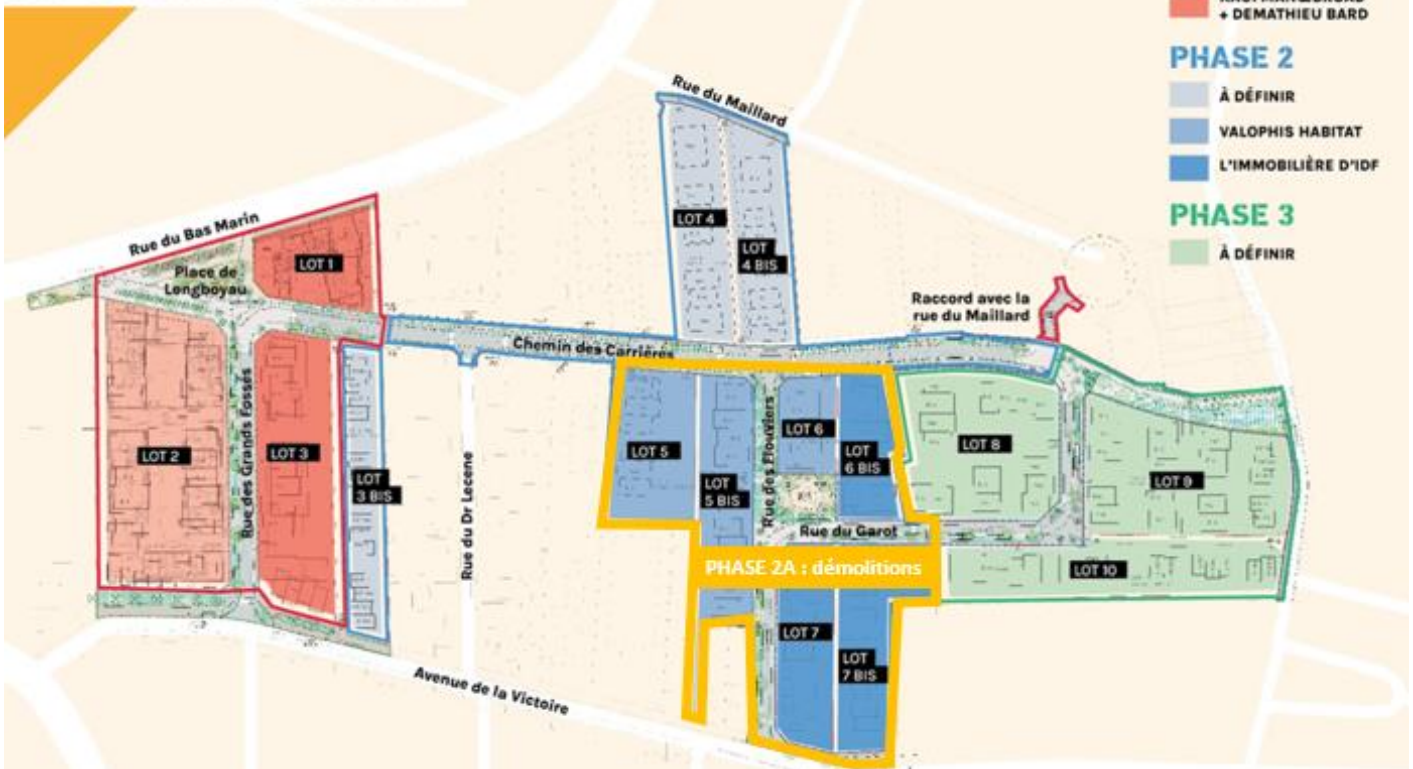 + DEMATHIEU BARD
PHASE 2
À DÉFINIR
VALOPHIS HABITAT
L'IMMOBILIÈRE D'IDF
PHASE 3
À DÉFINIR
Rue du Maillard
Rue du Bas Marin
Place de
Longboyau
LOT 1
LOT 4
LOT
4 BIS
Raccord avec la
rue du Maillard
Chemin des Carrières
LOT 2
Rue des Grands Fossés
LOT 3
LOT
3 BIS
Rue du Dr Lecene
LOT 5
LOT
5 BIS
Rue des Plouviers
LOT 6
LOT
6 BIS
LOT 8
LOT 9
Rue du Garot
PHASE 2A : démolitions
LOT 10
LOT 7
LOT
7 BIS
Avenue de la Victoire